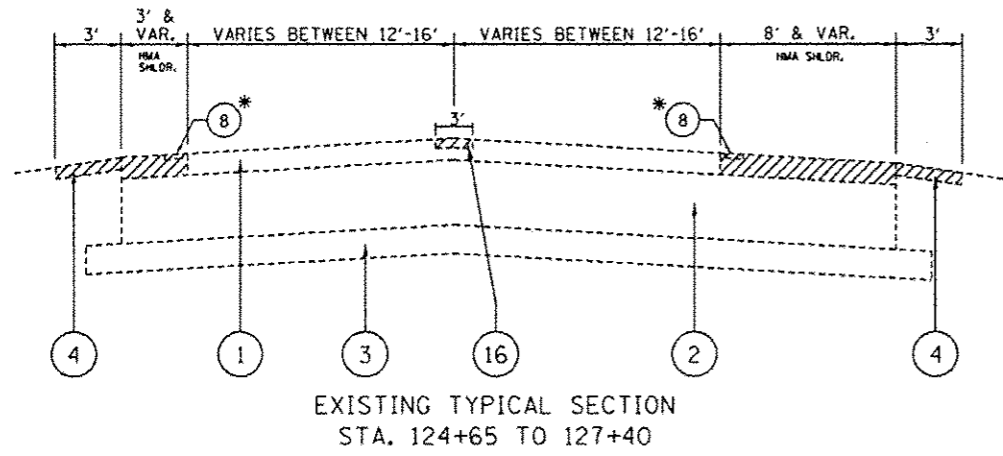 3' &
3' VAR. VARIES BETWEEN 12'-16' VARIES BETWEEN 12'-16' 8' & VAR. 3'
HMA HMA SHLDR.
SHLDR.
8* 3' *8
4 1 3 16 2 4
EXISTING TYPICAL SECTION
STA. 124+65 TO 127+40